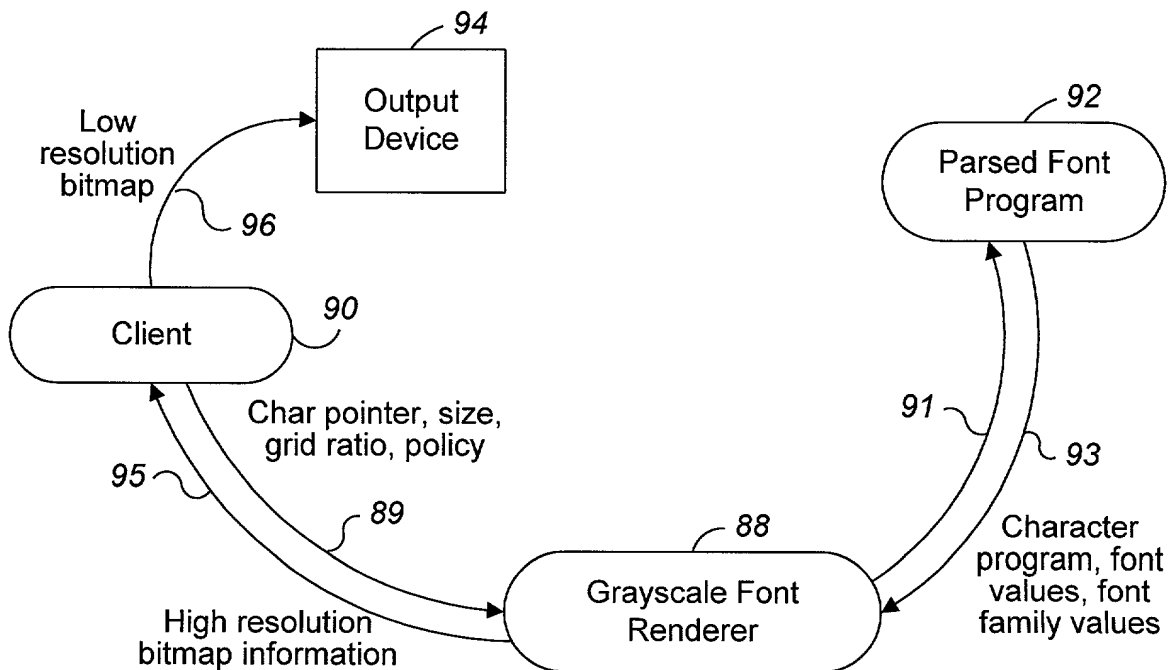 94
Output
Device
92
Parsed Font
Program
Low
resolution
bitmap
96
90
Client
Char pointer, size,
grid ratio, policy
91
93
95
89
88
Character
program, font
values, font
family values
Grayscale Font
Renderer
High resolution
bitmap information